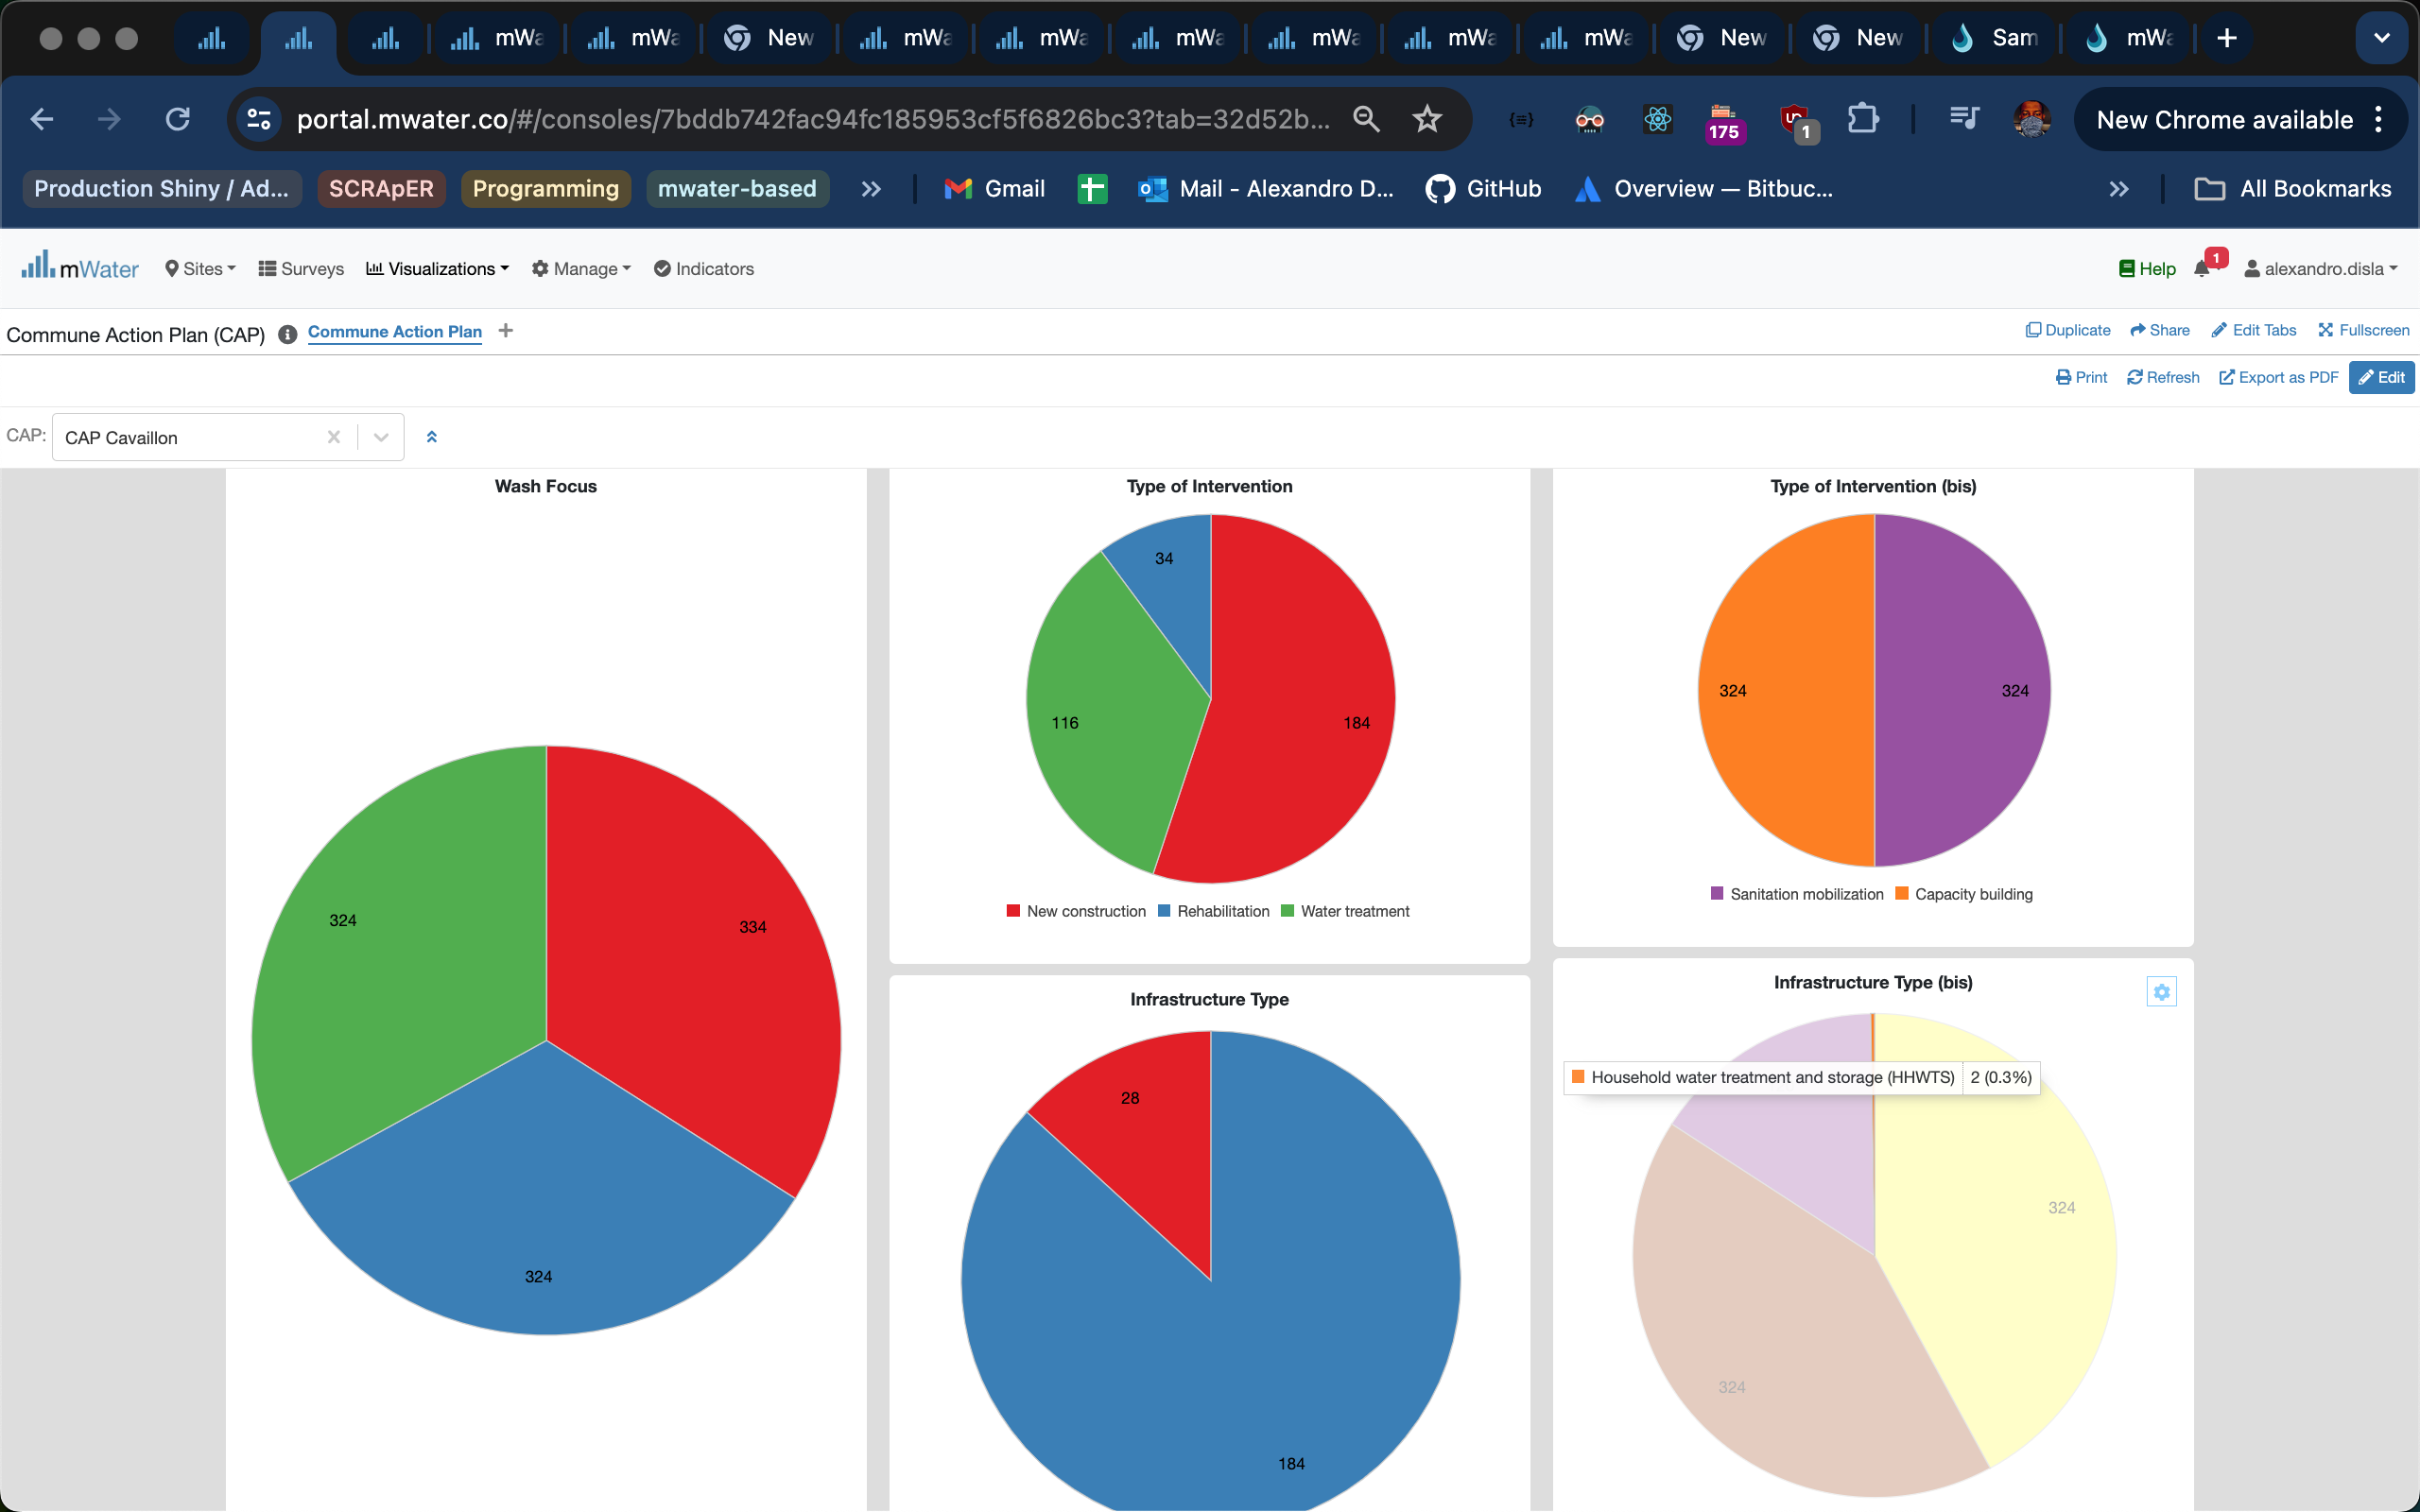 mWa
mWa
New
mWa
mWa
mWa
mWa
mWa
mWa
New
New
Sam
mWa
portal.mwater.co/#/consoles/7bddb742fac94fc185953cf5f6826bc3?tab=32d52b...
175
1
New Chrome available
Production Shiny / Ad...
SCRApER
Programming
mwater-based
Gmail
Mail - Alexandro D...
GitHub
Overview — Bitbuc...
All Bookmarks
mWater
Sites
Surveys
Visualizations
Manage
Indicators
Help
1
alexandro.disla
Commune Action Plan (CAP)
Commune Action Plan
Duplicate
Share
Edit Tabs
Fullscreen
Print
Refresh
Export as PDF
Edit
CAP:
CAP Cavaillon
Wash Focus
324
334
324
Type of Intervention
34
116
184
New construction
Rehabilitation
Water treatment
Type of Intervention (bis)
324
324
Sanitation mobilization
Capacity building
Infrastructure Type
28
184
Infrastructure Type (bis)
Household water treatment and storage (HHWTS) 2 (0.3%)
324
324